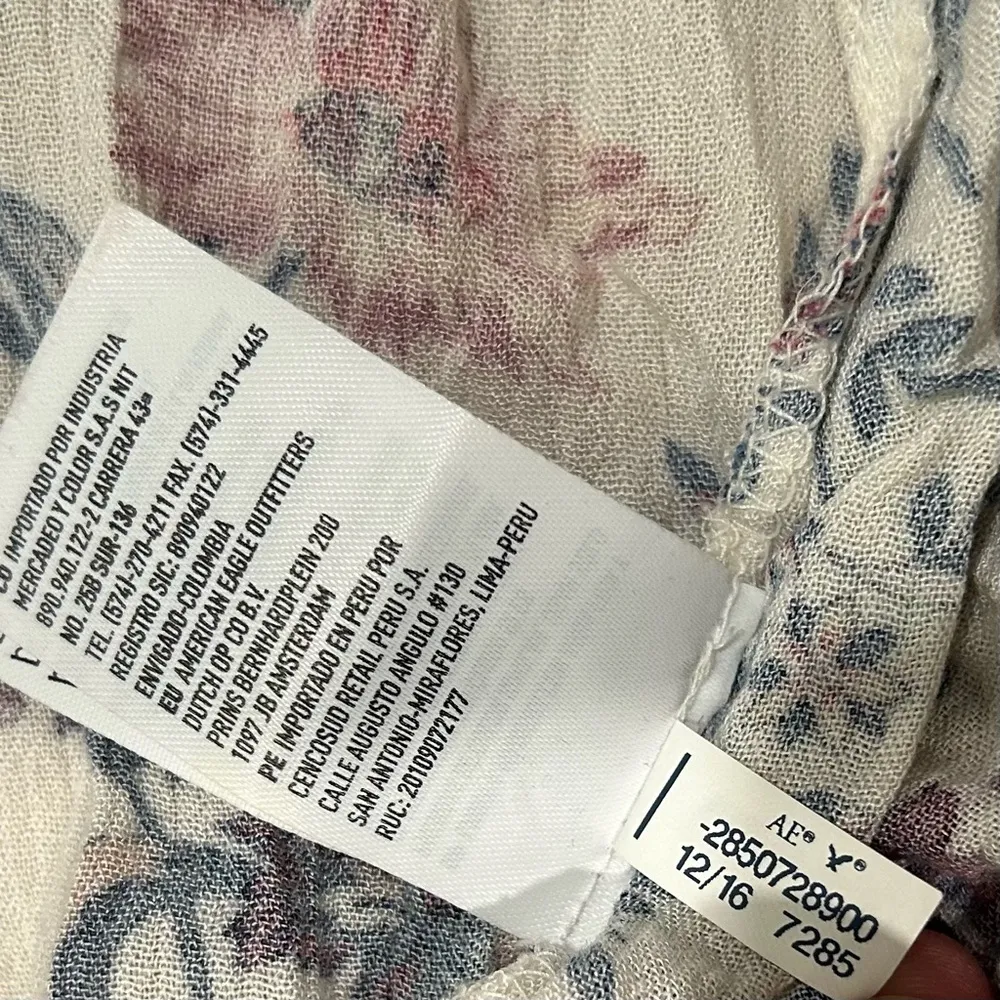 CO IMPORTADO POR INDUSTRIA
MERCADEO Y COLOR S.A.S NIT
890.960.122-2 CARRERA 43ª
NO. 25B SUR-136
TEL. (574)-270-4211 FAX. (574)-331-4445
REGISTRO SIC: 890940122
ENVIGADO-COLOMBIA
EU AMERICAN EAGLE OUTFITTERS
DUTCH OP CO B.V.
PRINS BERNHARDPLEIN 200
1097 JB AMSTERDAM
PE IMPORTADO EN PERU POR
CENCOSUD RETAIL PERU S.A.
CALLE AUGUSTO ANGULO #130
SAN ANTONIO-MIRAFLORES, LIMA-PERU
RUC: 20109072177
AE®
®
-2850728900
12/16 7285